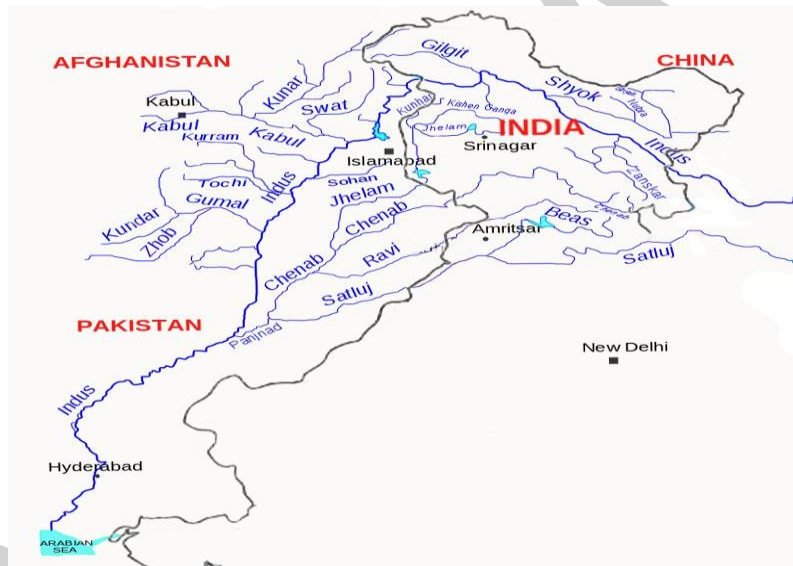 Gilgit
AFGHANISTAN
CHINA
Shyok
Kunar
Nubra
Kabul
Swat
Kunhar
Kishen Ganga
Kabul
Kurram
Kabul
Jhelam
INDIA
Srinagar
Indus
Islamabad
Tochi
Indus
Sohan
Zanskar
Gumal
Jhelam
Kundar
Chenab
Beas
Chenab
Zhob
Amritsar
Ravi
Satluj
Chenab
Satluj
PAKISTAN
Panjnad
New Delhi
Indus
Hyderabad
ARABIAN
SEA